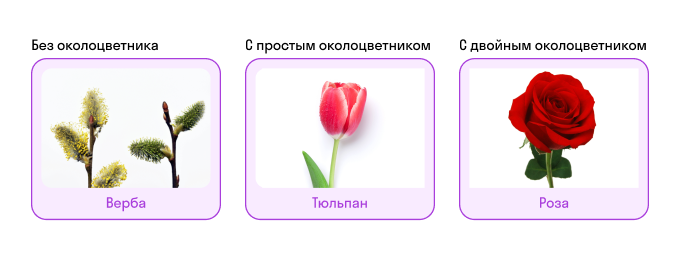 Без околоцветника
С простым околоцветником
С двойным околоцветником
Верба
Тюльпан
Роза